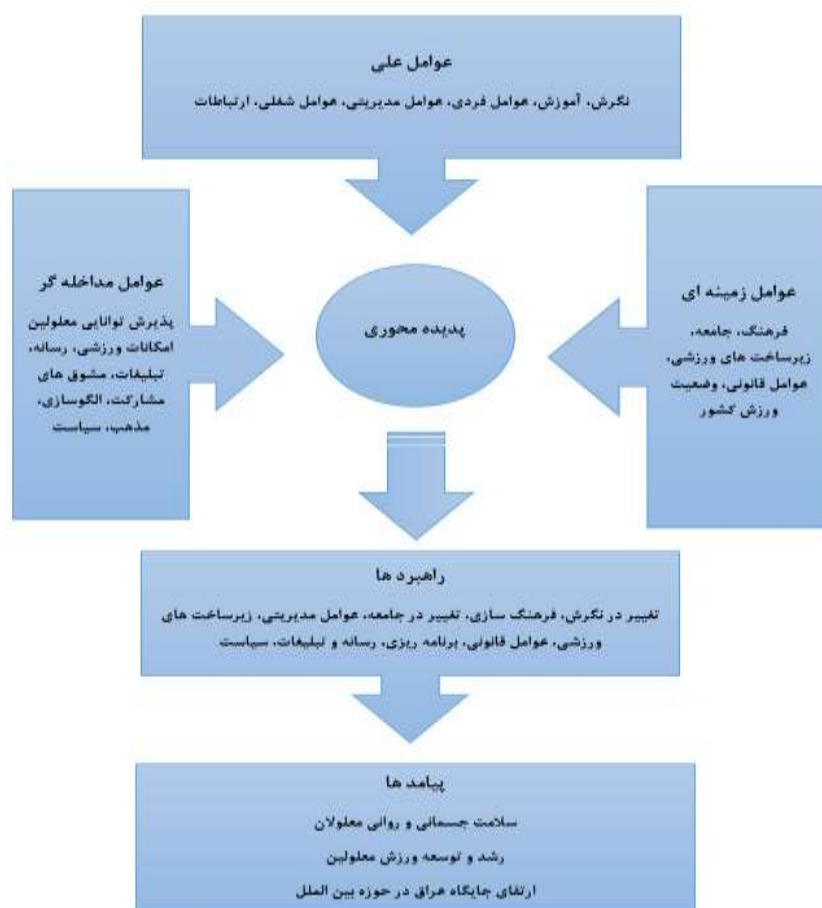 عوامل علی
نگرش، آموزش، عوامل فردی، عوامل مدیریتی، عوامل شغلی، ارتباطات
عوامل زمینه ای
فرهنگ، جامعه،
زیرساخت های ورزشی،
عوامل قانونی، وضعیت
ورزش کشور
پدیده محوری
عوامل مداخله گر
پذیرش توانایی معلولین
امکانات ورزشی، رسانه،
تبلیغات، مشوق های
مشارکت، الگوسازی،
مذهب، سیاست
راهبرد ها
تغییر در نگرش، فرهنگ سازی، تغییر در جامعه، عوامل مدیریتی، زیرساخت های
ورزشی، عوامل قانونی، برنامه ریزی، رسانه و تبلیغات، سیاست
پیامد ها
سلامت جسمانی و روانی معلولان
رشد و توسعه ورزش معلولین
ارتقای جایگاه عراق در حوزه بین الملل